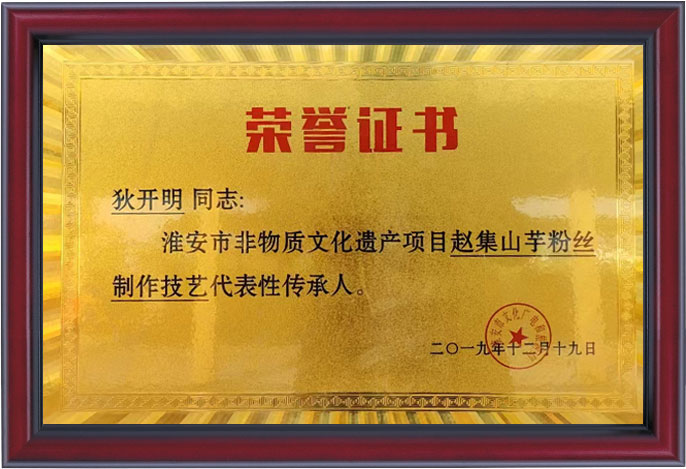 荣誉证书
狄开明 同志:
淮安市非物质文化遗产项目赵集山芋粉丝
制作技艺代表性传承人。
二〇一九年十二月十九日